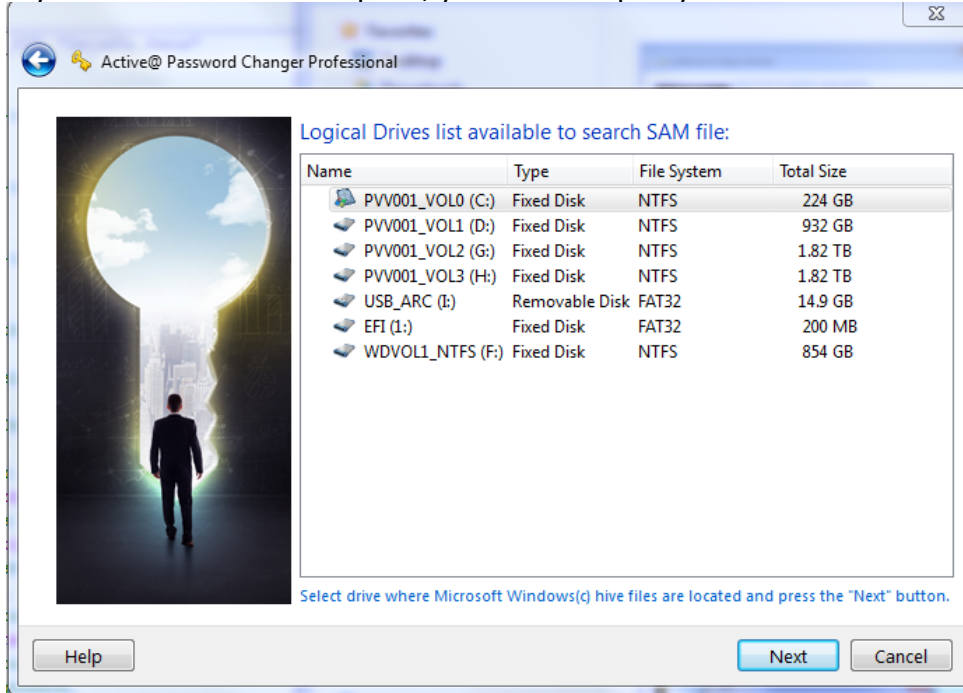 Active@ Password Changer Professional
Logical Drives list available to search SAM file:
Name Type File System Total Size
PVV001_VOL0 (C:) Fixed Disk NTFS 224 GB
PVV001_VOL1 (D:) Fixed Disk NTFS 932 GB
PVV001_VOL2 (G:) Fixed Disk NTFS 1.82 TB
PVV001_VOL3 (H:) Fixed Disk NTFS 1.82 TB
USB_ARC (I:) Removable Disk FAT32 14.9 GB
EFI (1:) Fixed Disk FAT32 200 MB
WDVOL1_NTFS (F:) Fixed Disk NTFS 854 GB
Select drive where Microsoft Windows(c) hive files are located and press the "Next" button.
Help Next Cancel